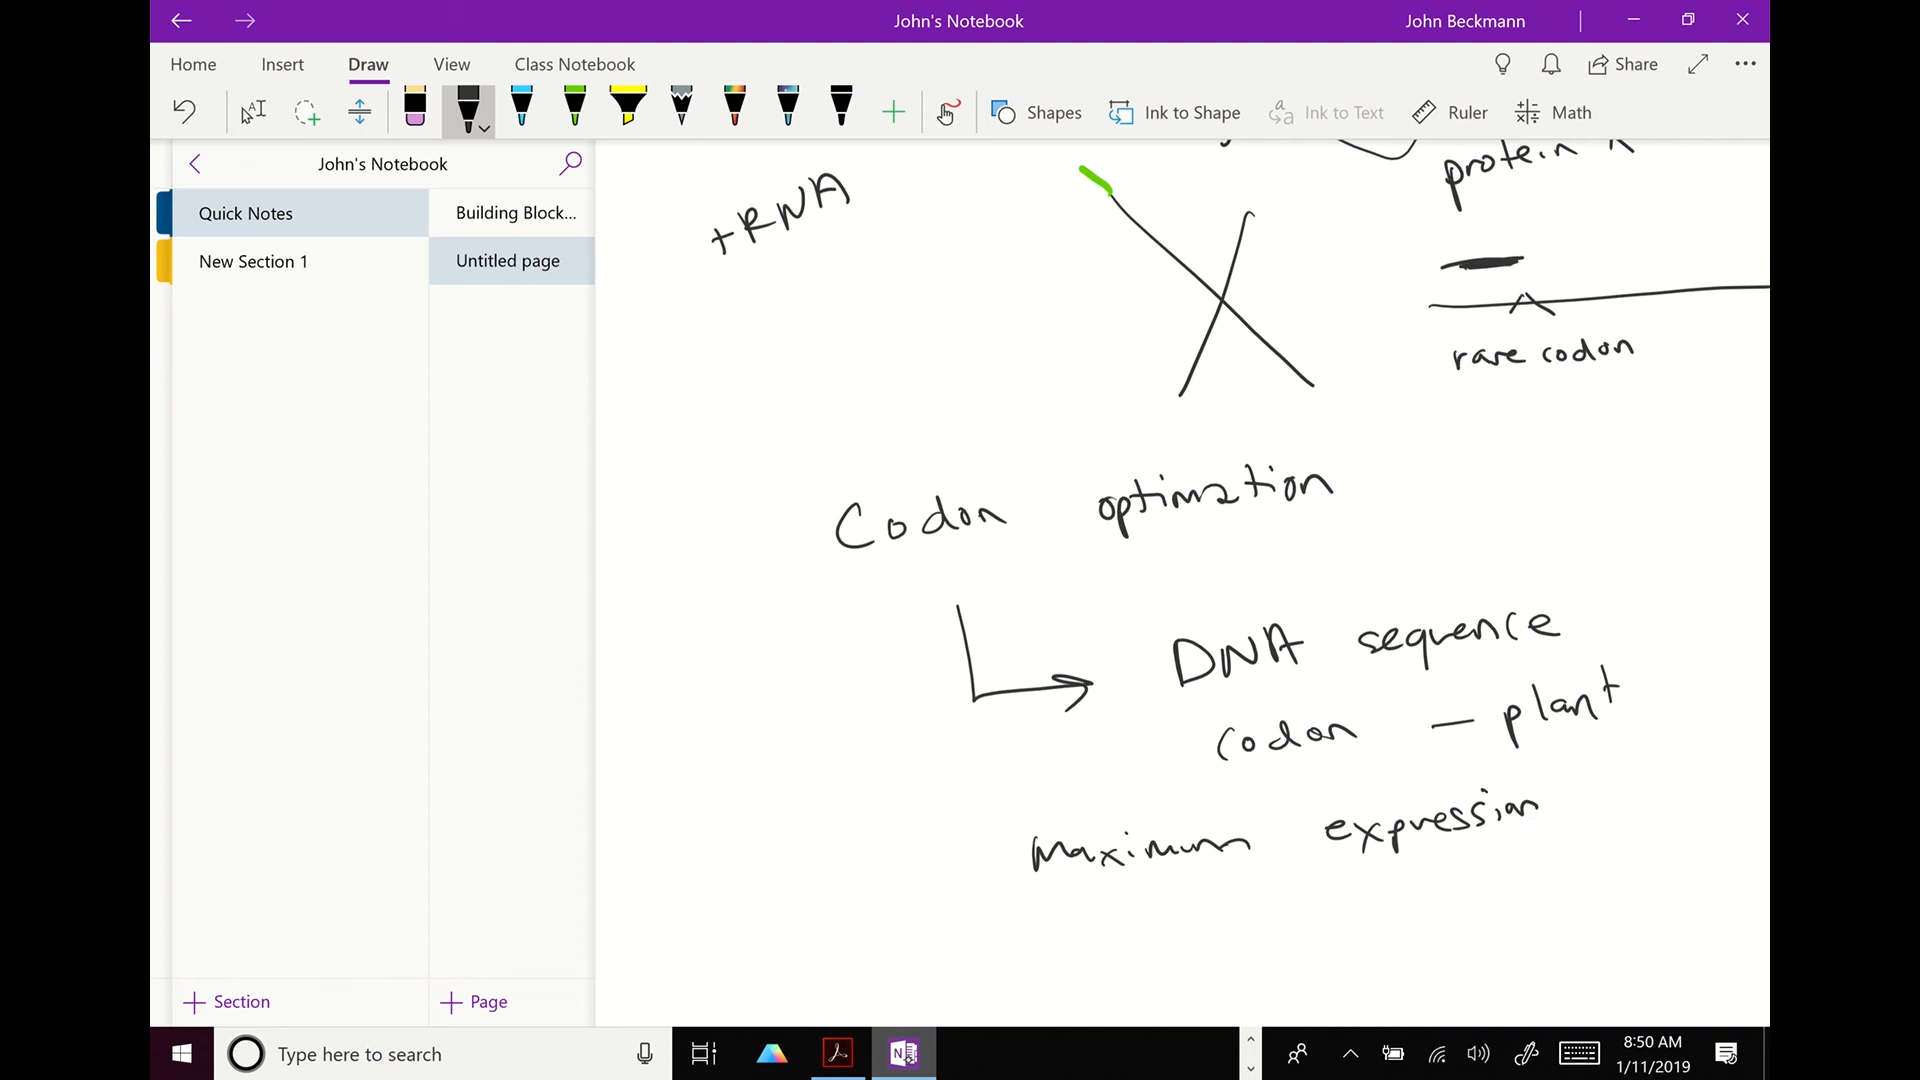 John's Notebook
John Beckmann
Home Insert Draw View Class Notebook
Share
Shapes Ink to Shape Ink to Text Ruler Math
John's Notebook
Quick Notes
Building Block...
New Section 1
Untitled page
protein
tRNA
rare codon
Codon optimzation
DNA sequence
codon — plant
maximum expression
Section
Page
Type here to search
8:50 AM
1/11/2019